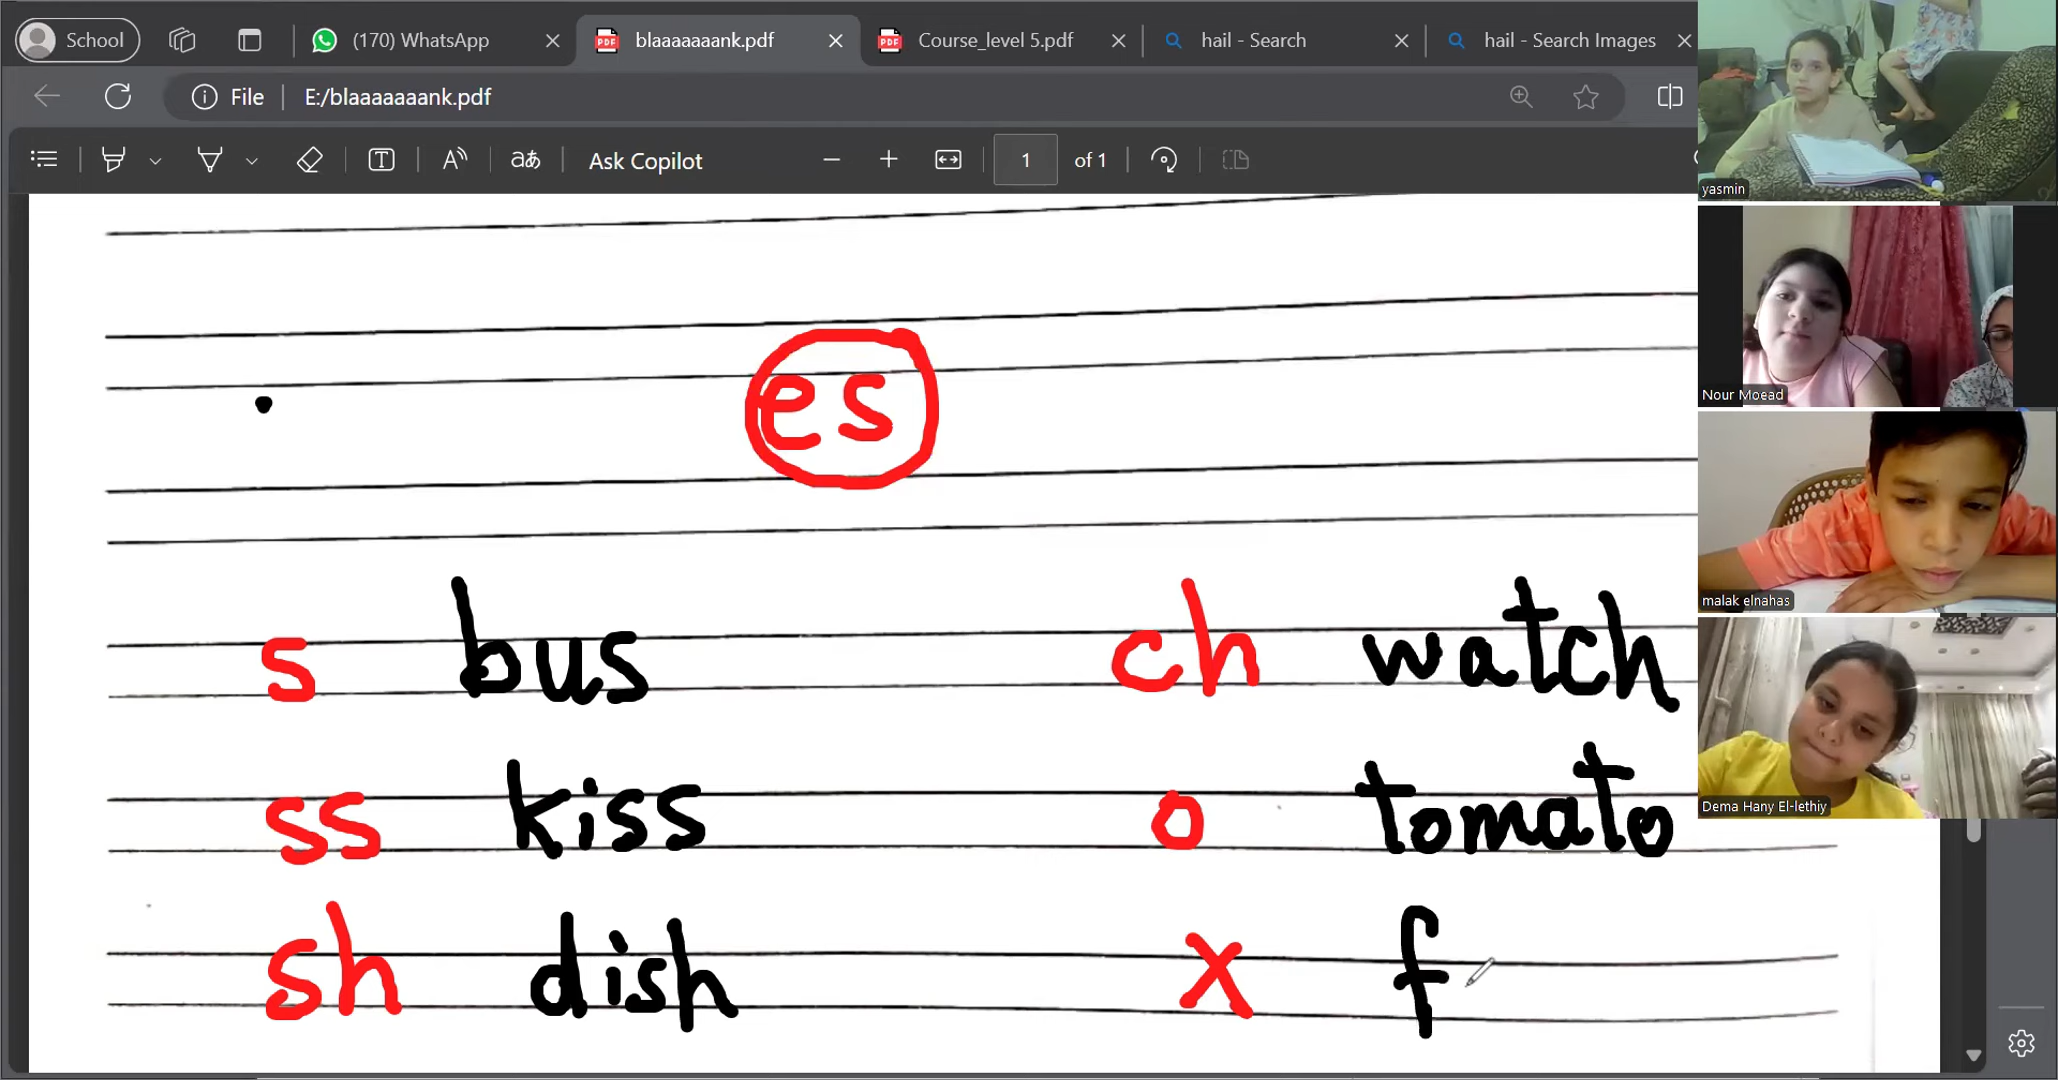 School (170) WhatsApp blaaaaaaank.pdf Course_level 5.pdf hail - Search hail - Search Images
File E:/blaaaaaaank.pdf
Ask Copilot 1 of 1
yasmin
Nour Moead
malak elnahas
Dema Hany El-lethiy
es
s bus ch watch
ss kiss o tomato
sh dish x f